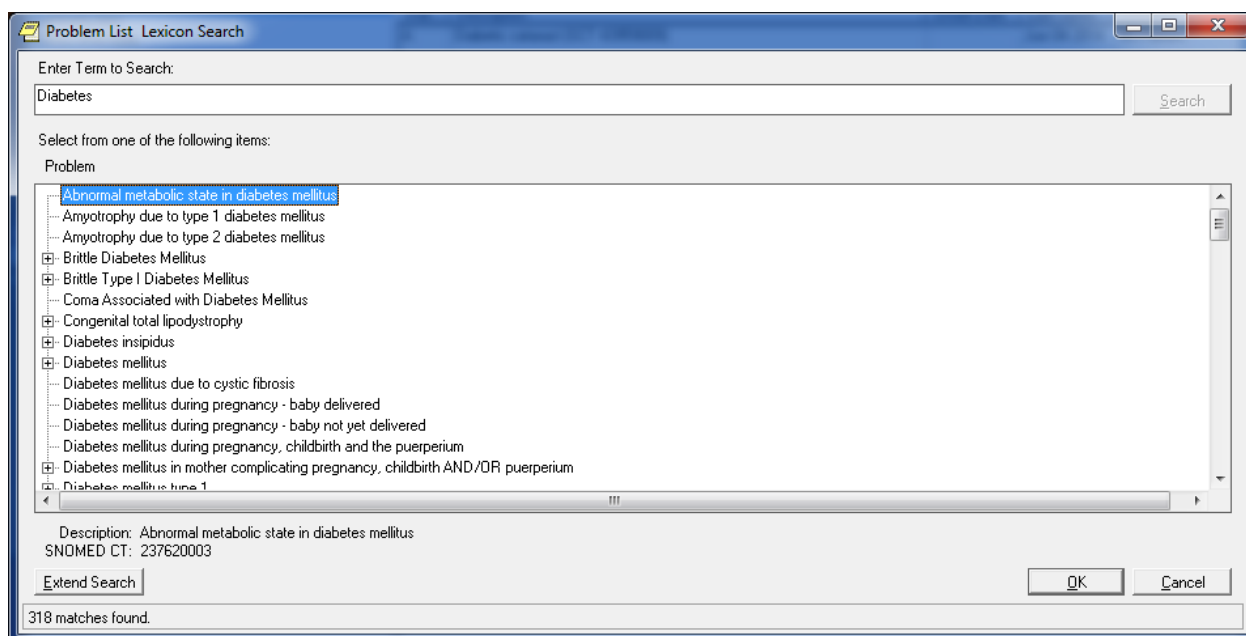 Problem List Lexicon Search
Enter Term to Search:
Diabetes
Search
Select from one of the following items:
Problem
Abnormal metabolic state in diabetes mellitus
Amyotrophy due to type 1 diabetes mellitus
Amyotrophy due to type 2 diabetes mellitus
Brittle Diabetes Mellitus
Brittle Type I Diabetes Mellitus
Coma Associated with Diabetes Mellitus
Congenital total lipodystrophy
Diabetes insipidus
Diabetes mellitus
Diabetes mellitus due to cystic fibrosis
Diabetes mellitus during pregnancy - baby delivered
Diabetes mellitus during pregnancy - baby not yet delivered
Diabetes mellitus during pregnancy, childbirth and the puerperium
Diabetes mellitus in mother complicating pregnancy, childbirth AND/OR puerperium
Diabetes mellitus type 1
Description: Abnormal metabolic state in diabetes mellitus
SNOMED CT: 237620003
Extend Search
OK
Cancel
318 matches found.